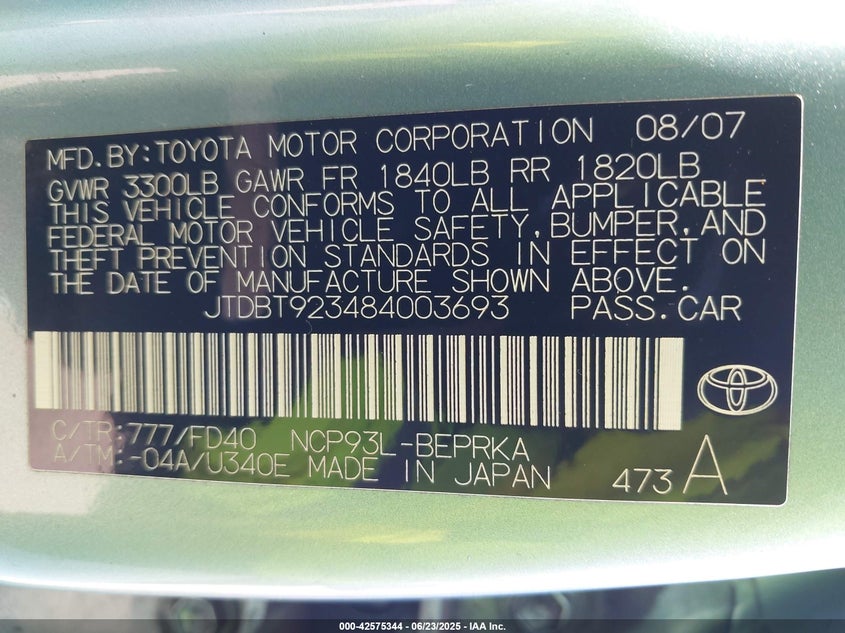 MFD.BY:TOYOTA MOTOR CORPORATION 08/07
GVWR 3300LB GAWR FR 1840LB RR 1820LB
THIS VEHICLE CONFORMS TO ALL APPLICABLE
FEDERAL MOTOR VEHICLE SAFETY,BUMPER,AND
THEFT PREVENTION STANDARDS IN EFFECT ON
THE DATE OF MANUFACTURE SHOWN ABOVE.
JTDBT923484003693 PASS.CAR
C/TR:777/FD40 NCP93L-BEPRKA
A/TM:-04A/U340E MADE IN JAPAN 473 A
000-42575344 - 06/23/2025 - IAA Inc.